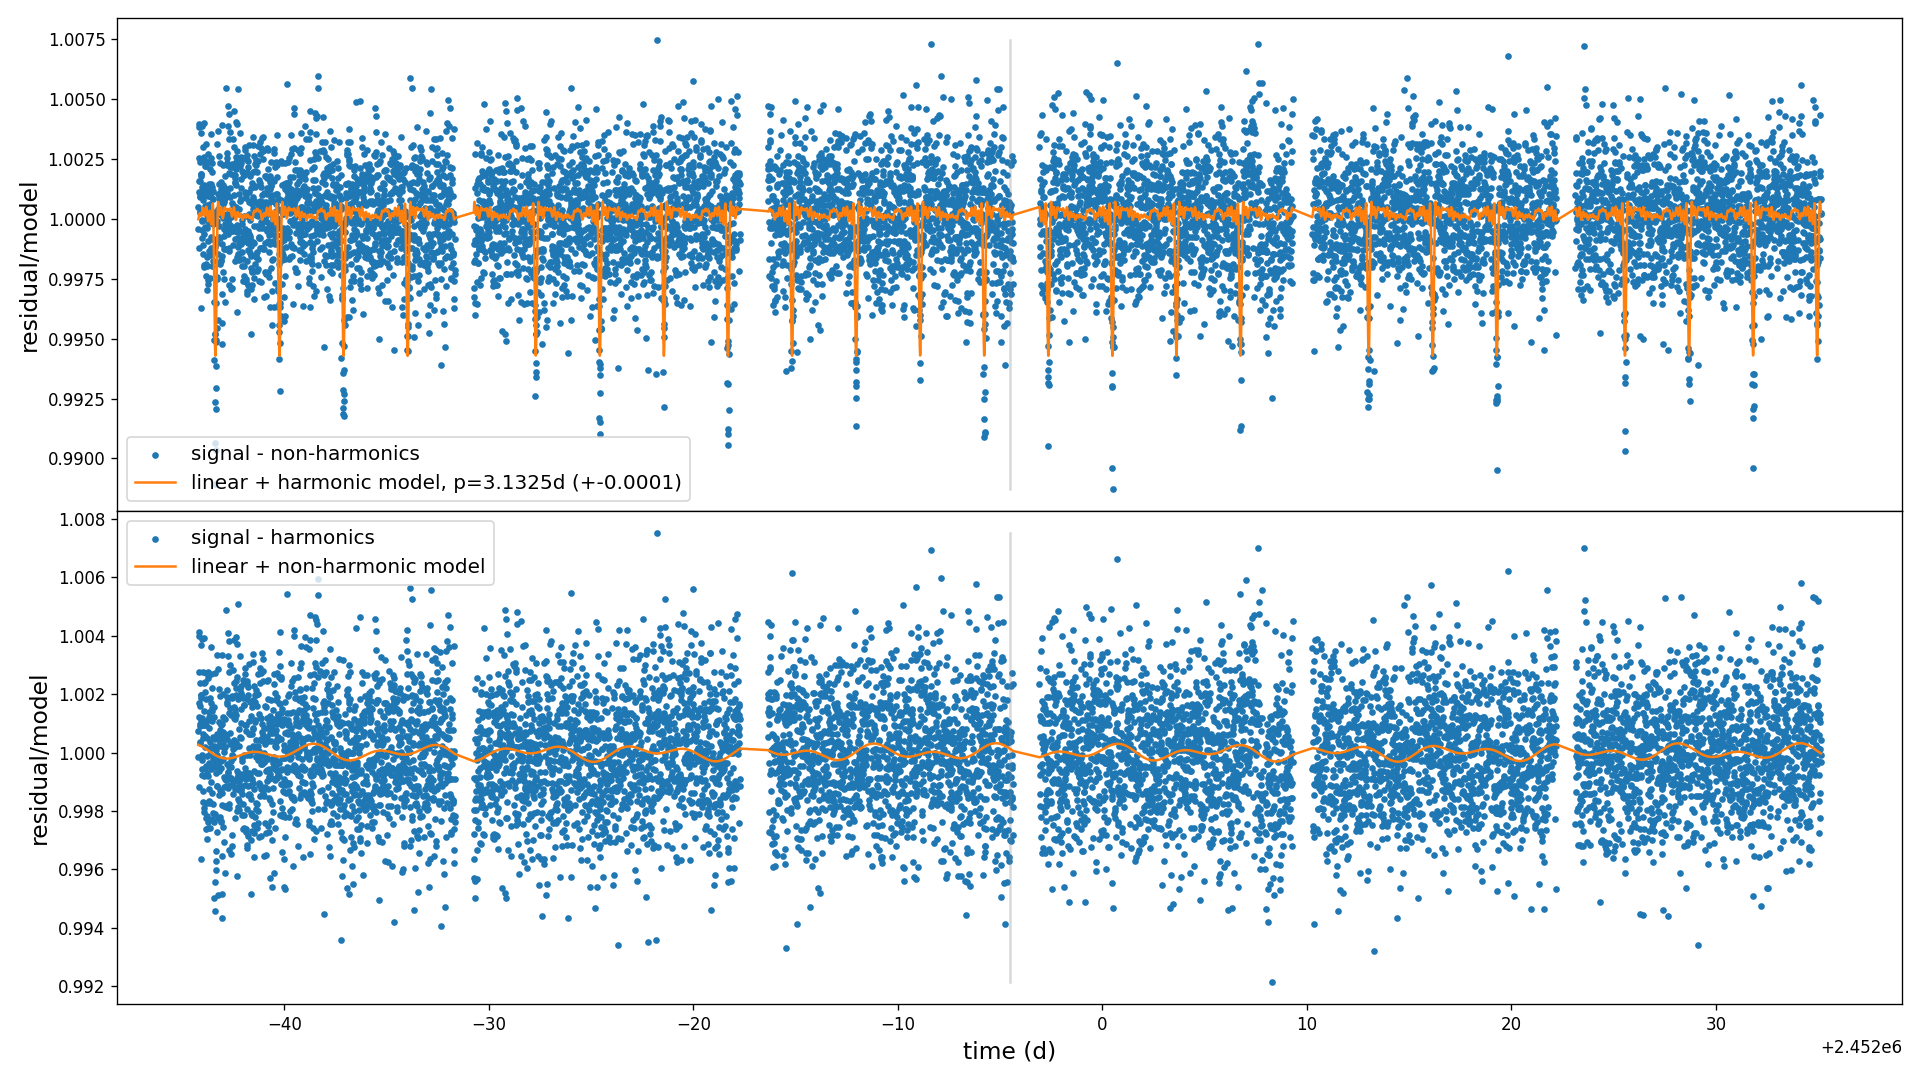 1.0075
1.0050
1.0025
1.0000
0.9975
0.9950
0.9925
0.9900
residual/model
signal - non-harmonics
linear + harmonic model, p=3.1325d (+-0.0001)
1.008
1.006
1.004
1.002
1.000
0.998
0.996
0.994
0.992
residual/model
signal - harmonics
linear + non-harmonic model
−40 −30 −20 −10 0 10 20 30
+2.452e6
time (d)